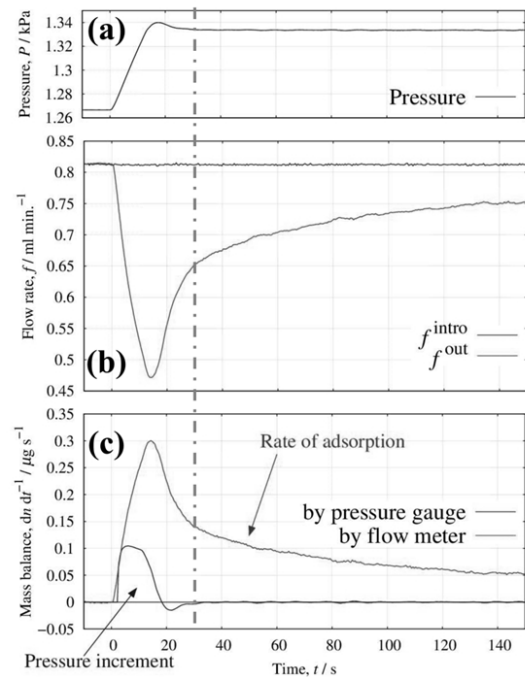 (a)
Pressure, P / kPa
1.34
1.32
1.3
1.28
1.26
Pressure
(b)
Flow rate, f / ml min.⁻¹
0.85
0.8
0.75
0.7
0.65
0.6
0.55
0.5
0.45
f intro
f out
(c)
Mass balance, dn dt⁻¹ / μg s⁻¹
0.35
0.3
0.25
0.2
0.15
0.1
0.05
0
−0.05
Rate of adsorption
by pressure gauge
by flow meter
Pressure increment
0 20 40 60 80 100 120 140
Time, t / s